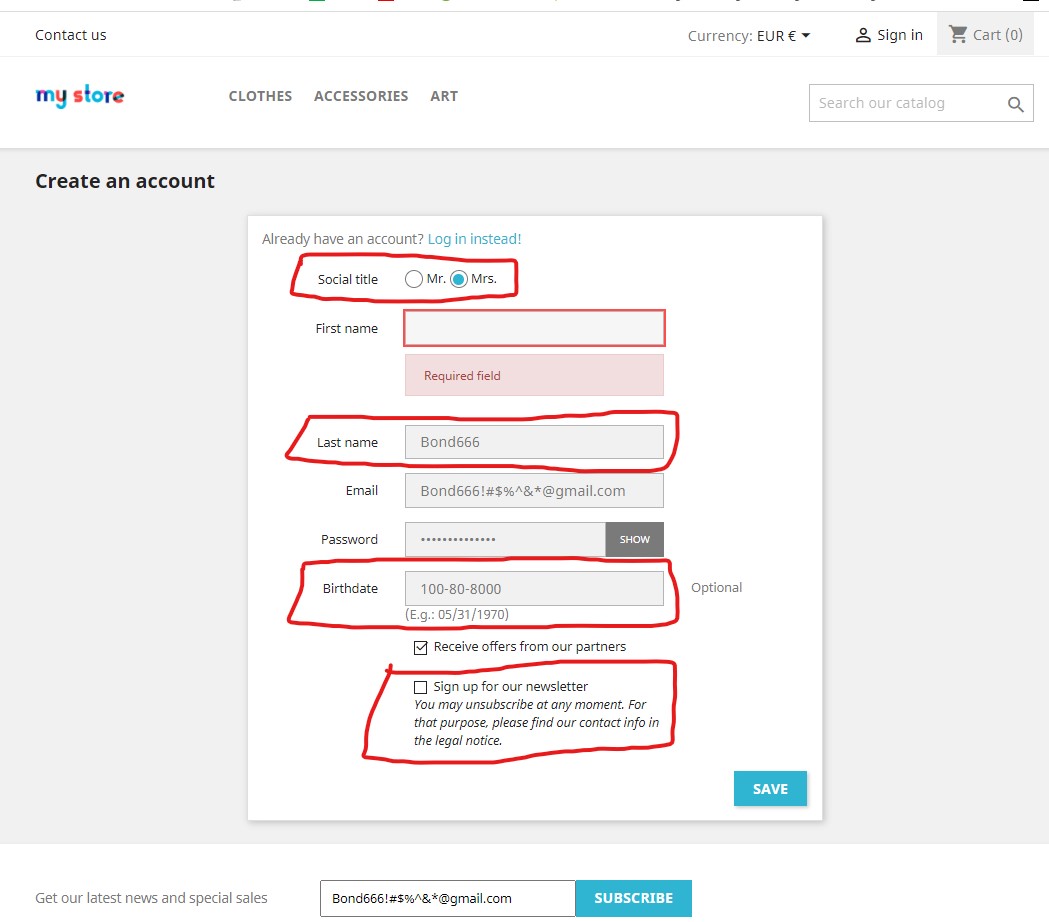 Contact us
Currency: EUR € Sign in Cart (0)
my store
CLOTHES ACCESSORIES ART
Search our catalog
Create an account
Already have an account? Log in instead!
Social title Mr. Mrs.
First name
Required field
Last name Bond666
Email Bond666!#$%^&*@gmail.com
Password •••••••••••••• SHOW
Birthdate 100-80-8000 Optional
(E.g.: 05/31/1970)
Receive offers from our partners
Sign up for our newsletter
You may unsubscribe at any moment. For
that purpose, please find our contact info in
the legal notice.
SAVE
Get our latest news and special sales Bond666!#$%^&*@gmail.com SUBSCRIBE